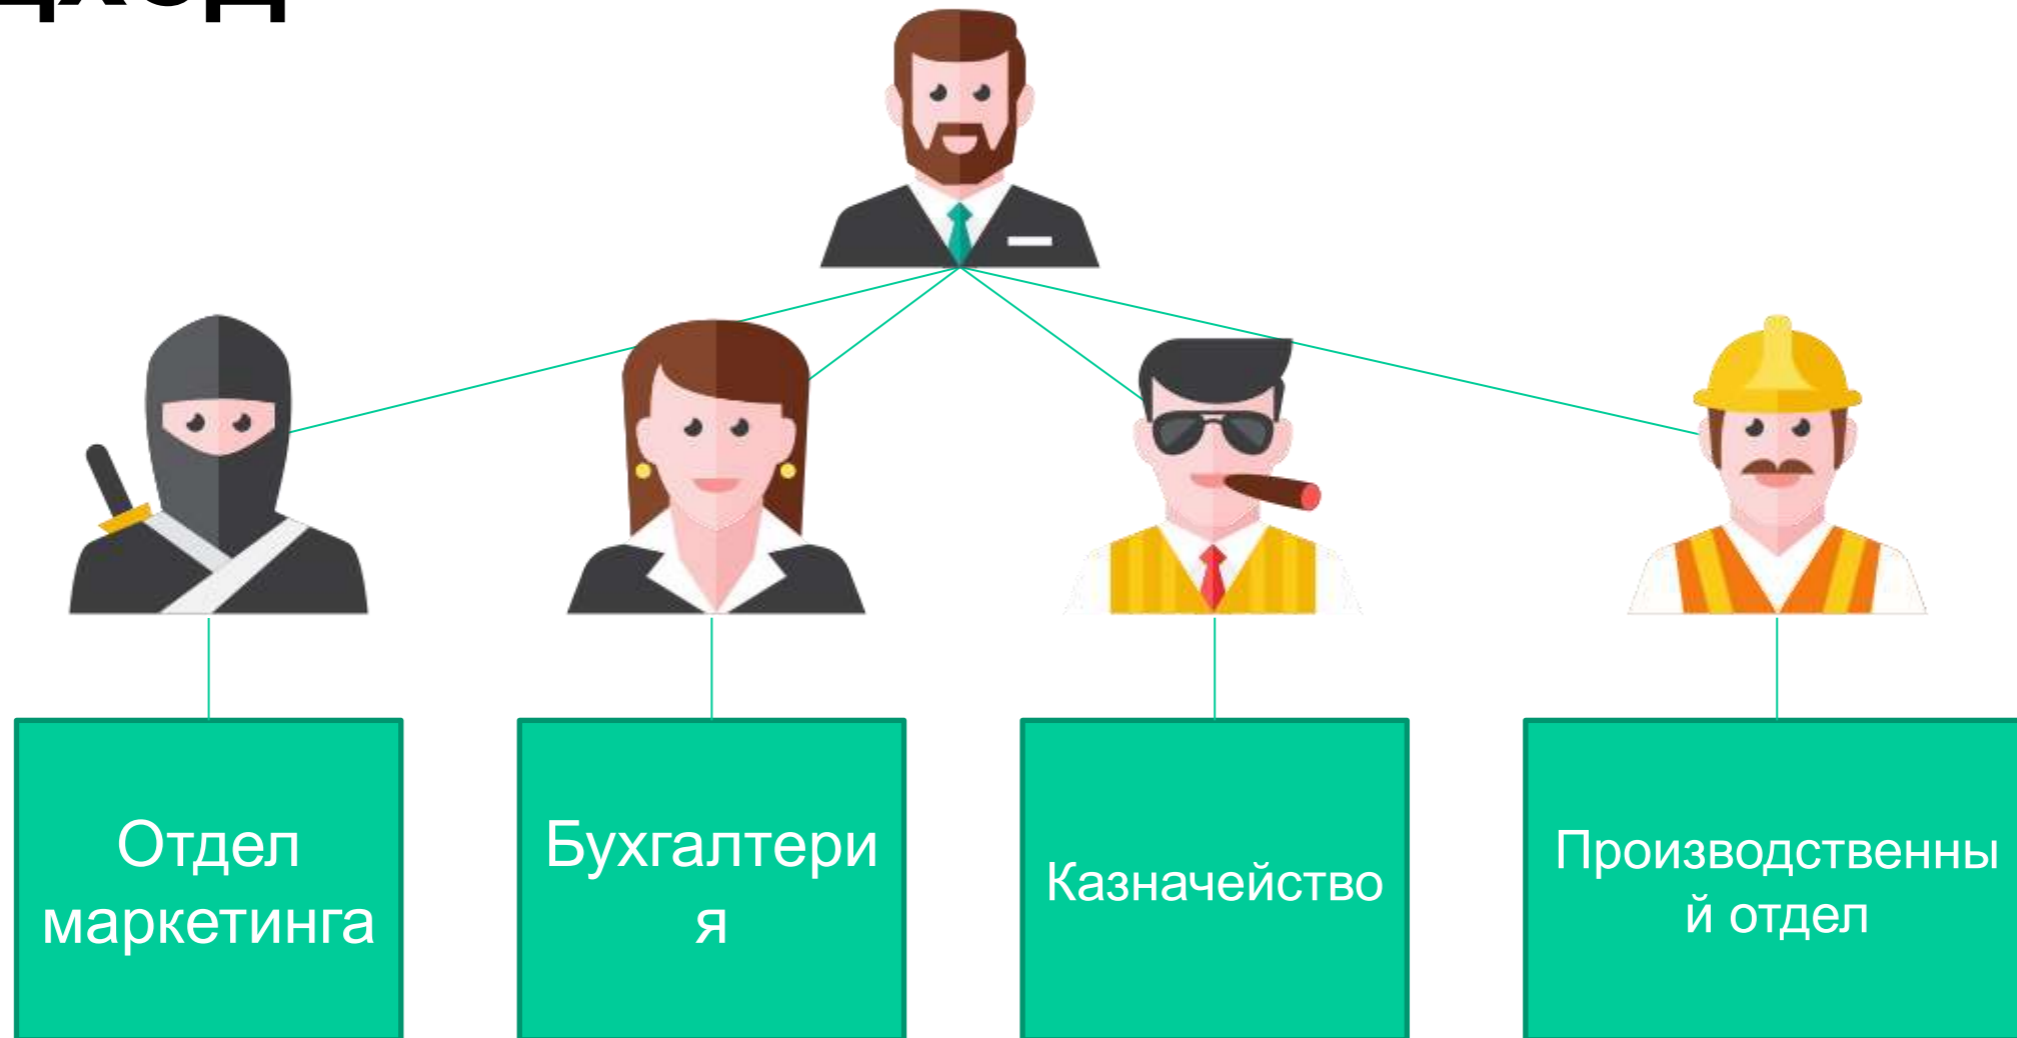 Отдел
маркетинга
Бухгалтери
я
Казначейство
Производственны
й отдел